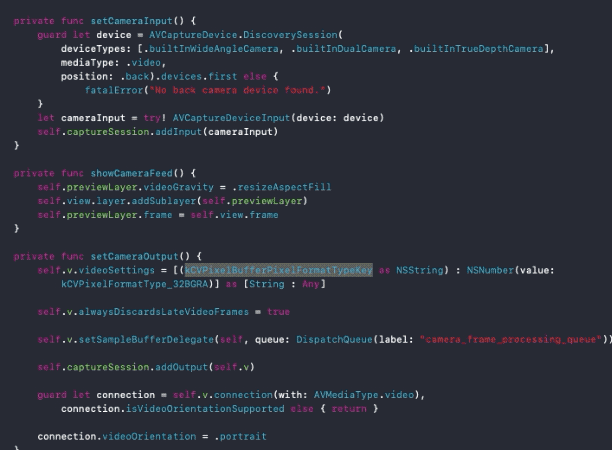 private func setCameraInput() {
guard let device = AVCaptureDevice.DiscoverySession(
deviceTypes: [.builtInWideAngleCamera, .builtInDualCamera, .builtInTrueDepthCamera],
mediaType: .video,
position: .back).devices.first else {
fatalError("No back camera device found.")
}
let cameraInput = try! AVCaptureDeviceInput(device: device)
self.captureSession.addInput(cameraInput)
}
private func showCameraFeed() {
self.previewLayer.videoGravity = .resizeAspectFill
self.view.layer.addSublayer(self.previewLayer)
self.previewLayer.frame = self.view.frame
}
private func setCameraOutput() {
self.v.videoSettings = [(kCVPixelBufferPixelFormatTypeKey as NSString) : NSNumber(value:
kCVPixelFormatType_32BGRA)] as [String : Any]
self.v.alwaysDiscardsLateVideoFrames = true
self.v.setSampleBufferDelegate(self, queue: DispatchQueue(label: "camera_frame_processing_queue"))
self.captureSession.addOutput(self.v)
guard let connection = self.v.connection(with: AVMediaType.video),
connection.isVideoOrientationSupported else { return }
connection.videoOrientation = .portrait
}